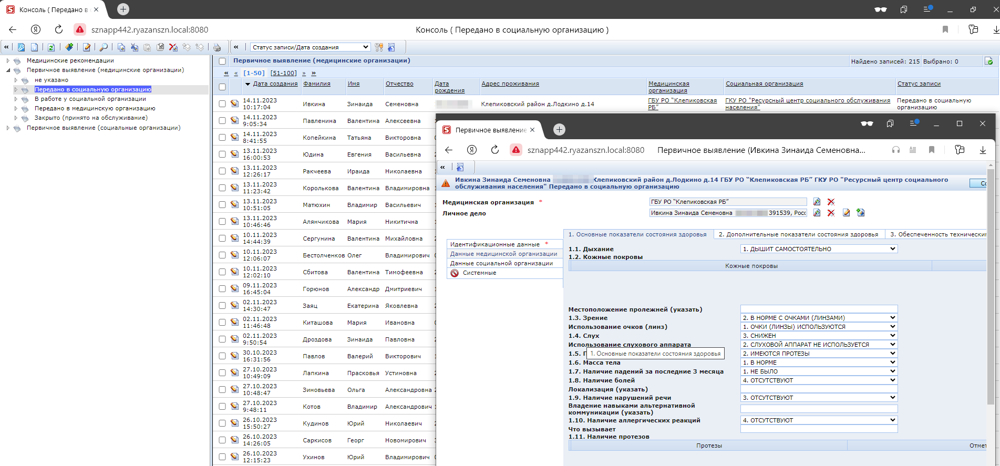 Консоль ( Передано в
sznapp442.ryazanszn.local:8080
Консоль ( Передано в социальную организацию )
Статус записи/Дата создания
Медицинские рекомендации
Первичное выявление (медицинские организации)
не указано
Передано в социальную организацию
В работе у социальной организации
Передано в медицинскую организацию
Закрыто (принято на обслуживание)
Первичное выявление (социальные организации)
Первичное выявление (медицинские организации)
Найдено записей: 215 Выбрано: 0
« « [1-50] [51-100] » »
Дата создания Фамилия Имя Отчество Дата рождения Адрес проживания Медицинская организация Социальная организация Статус записи
14.11.2023 10:17:04 Ивкина Зинаида Семеновна Клепиковский район д.Лодкино д.14 ГБУ РО "Клепиковская РБ" ГКУ РО "Ресурсный центр социального обслуживания населения" Передано в социальную организацию
14.11.2023 9:05:34 Павленина Валентина Алексеевна
14.11.2023 8:41:55 Копейкина Татьяна Викторовна
13.11.2023 16:00:53 Юдина Евгения Васильевна
13.11.2023 12:26:17 Ракчеева Ираида Николаевна
13.11.2023 11:23:42 Королькова Валентина Владимировна
13.11.2023 10:51:05 Матюхин Владимир Васильевич
13.11.2023 10:46:46 Алянчикова Мария Никитична
10.11.2023 14:44:39 Сергунина Валентина Михайловна
10.11.2023 12:06:07 Бестолченков Олег Владимирович
10.11.2023 12:02:10 Сбитова Валентина Тимофеевна
09.11.2023 16:45:04 Горюнов Александр Дмитриевич
02.11.2023 14:30:47 Заяц Екатерина Яковлевна
02.11.2023 11:46:48 Киташова Мария Ивановна
02.11.2023 9:50:54 Дроздова Зинаида Павловна
30.10.2023 16:31:56 Павлов Валерий Викторович
27.10.2023 10:49:09 Лапкина Прасковья Устиновна
27.10.2023 10:48:47 Зиновьева Ольга Александровна
27.10.2023 9:48:11 Котов Владимир Александрович
26.10.2023 15:50:27 Кудинов Юрий Николаевич
26.10.2023 14:26:05 Саркисов Георг Новомирович
26.10.2023 12:15:23 Ухинов Юрий Владимирович
Первичное выявление
sznapp442.ryazanszn.local:8080
Первичное выявление (Ивкина Зинаида Семеновна...
Ивкина Зинаида Семеновна Клепиковский район д.Лодкино д.14 ГБУ РО "Клепиковская РБ" ГКУ РО "Ресурсный центр социального
обслуживания населения" Передано в социальную организацию
Медицинская организация * ГБУ РО "Клепиковская РБ"
Личное дело Ивкина Зинаида Семеновна 391539, Росс
Идентификационные данные *
Данные медицинской организации
Данные социальной организации
Системные
1. Основные показатели состояния здоровья 2. Дополнительные показатели состояния здоровья 3. Обеспеченность технически
1.1. Дыхание 1. ДЫШИТ САМОСТОЯТЕЛЬНО
1.2. Кожные покровы
Кожные покровы
Местоположение пролежней (указать)
1.3. Зрение 2. В НОРМЕ С ОЧКАМИ (ЛИНЗАМИ)
Использование очков (линз) 1. ОЧКИ (ЛИНЗЫ) ИСПОЛЬЗУЮТСЯ
1.4. Слух 3. СНИЖЕН
Использование слухового аппарата 2. СЛУХОВОЙ АППАРАТ НЕ ИСПОЛЬЗУЕТСЯ
1.5. 2. ИМЕЮТСЯ ПРОТЕЗЫ
1. Основные показатели состояния здоровья
1.6. Масса тела 1. В НОРМЕ
1.7. Наличие падений за последние 3 месяца 1. НЕ БЫЛО
1.8. Наличие болей 4. ОТСУТСТВУЮТ
Локализация (указать)
1.9. Наличие нарушений речи 3. ОТСУТСТВУЮТ
Владение навыками альтернативной
коммуникации (указать)
1.10. Наличие аллергических реакций 4. ОТСУТСТВУЮТ
Что вызывает
1.11. Наличие протезов
Протезы Отмет